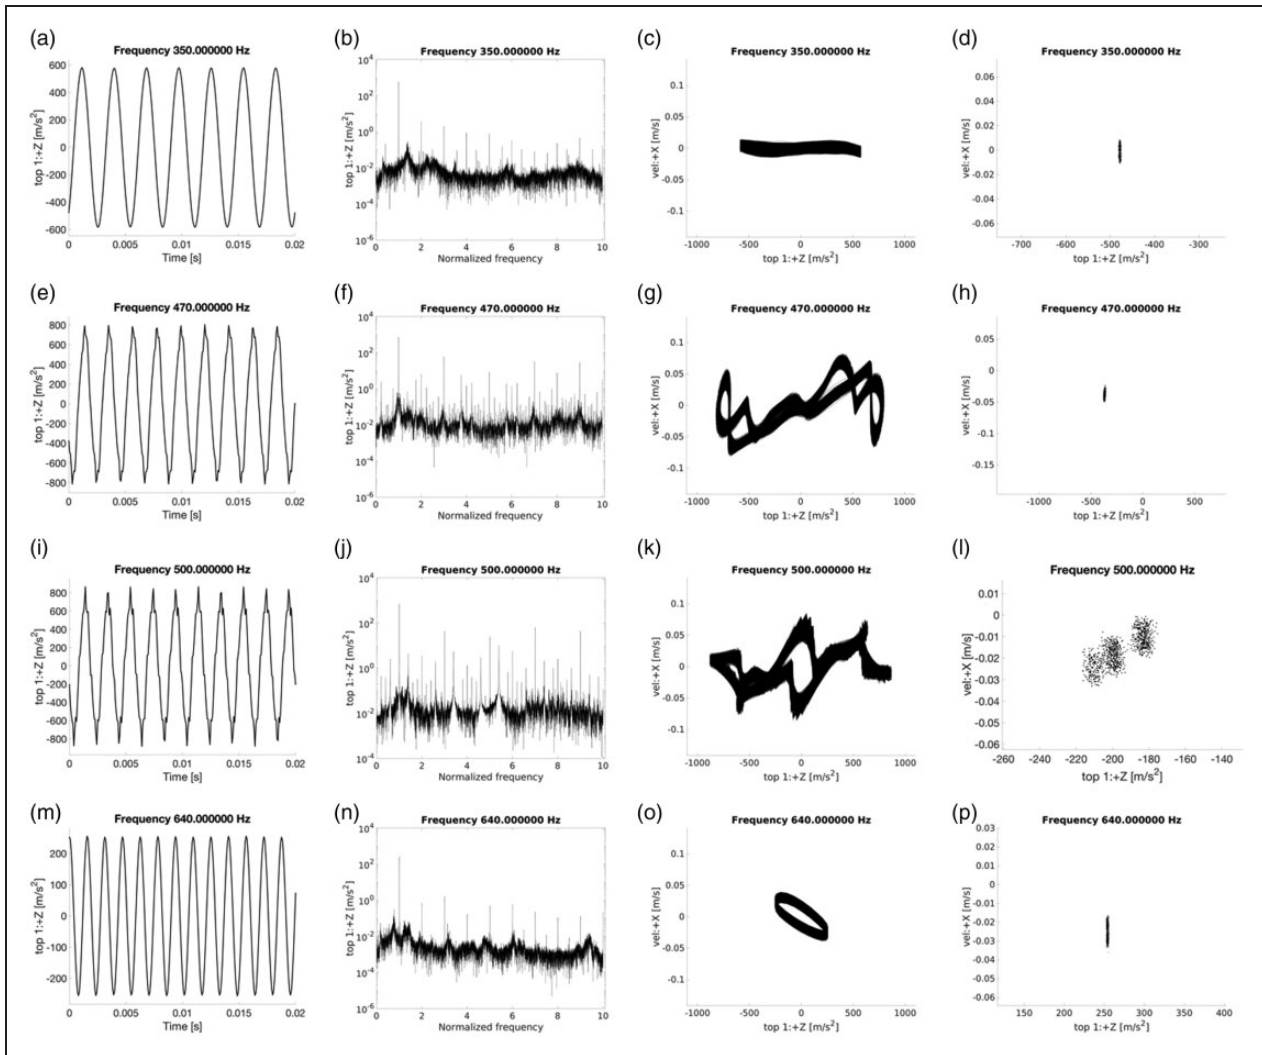 (a)
Frequency 350.000000 Hz
top 1:+Z [m/s²]
600
400
200
0
-200
-400
-600
0 0.005 0.01 0.015 0.02
Time [s]
(b)
Frequency 350.000000 Hz
top 1:+Z [m/s²]
10⁴
10²
10⁰
10⁻²
10⁻⁴
10⁻⁶
0 2 4 6 8 10
Normalized frequency
(c)
Frequency 350.000000 Hz
vel:+X [m/s]
0.1
0.05
0
-0.05
-0.1
-1000 -500 0 500 1000
top 1:+Z [m/s²]
(d)
Frequency 350.000000 Hz
vel:+X [m/s]
0.06
0.04
0.02
0
-0.02
-0.04
-0.06
-700 -600 -500 -400 -300
top 1:+Z [m/s²]
(e)
Frequency 470.000000 Hz
top 1:+Z [m/s²]
800
600
400
200
0
-200
-400
-600
-800
0 0.005 0.01 0.015 0.02
Time [s]
(f)
Frequency 470.000000 Hz
top 1:+Z [m/s²]
10⁴
10²
10⁰
10⁻²
10⁻⁴
10⁻⁶
0 2 4 6 8 10
Normalized frequency
(g)
Frequency 470.000000 Hz
vel:+X [m/s]
0.1
0.05
0
-0.05
-0.1
-1000 -500 0 500 1000
top 1:+Z [m/s²]
(h)
Frequency 470.000000 Hz
vel:+X [m/s]
0.05
0
-0.05
-0.1
-0.15
-1000 -500 0 500
top 1:+Z [m/s²]
(i)
Frequency 500.000000 Hz
top 1:+Z [m/s²]
800
600
400
200
0
-200
-400
-600
-800
0 0.005 0.01 0.015 0.02
Time [s]
(j)
Frequency 500.000000 Hz
top 1:+Z [m/s²]
10⁴
10²
10⁰
10⁻²
10⁻⁴
0 2 4 6 8 10
Normalized frequency
(k)
Frequency 500.000000 Hz
vel:+X [m/s]
0.1
0.05
0
-0.05
-0.1
-1000 -500 0 500 1000
top 1:+Z [m/s²]
(l)
Frequency 500.000000 Hz
vel:+X [m/s]
0.01
0
-0.01
-0.02
-0.03
-0.04
-0.05
-0.06
-260 -240 -220 -200 -180 -160 -140
top 1:+Z [m/s²]
(m)
Frequency 640.000000 Hz
top 1:+Z [m/s²]
200
100
0
-100
-200
0 0.005 0.01 0.015 0.02
Time [s]
(n)
Frequency 640.000000 Hz
top 1:+Z [m/s²]
10⁴
10²
10⁰
10⁻²
10⁻⁴
10⁻⁶
0 2 4 6 8 10
Normalized frequency
(o)
Frequency 640.000000 Hz
vel:+X [m/s]
0.1
0.05
0
-0.05
-0.1
-1000 -500 0 500 1000
top 1:+Z [m/s²]
(p)
Frequency 640.000000 Hz
vel:+X [m/s]
0.03
0.02
0.01
0
-0.01
-0.02
-0.03
-0.04
-0.05
-0.06
150 200 250 300 350 400
top 1:+Z [m/s²]